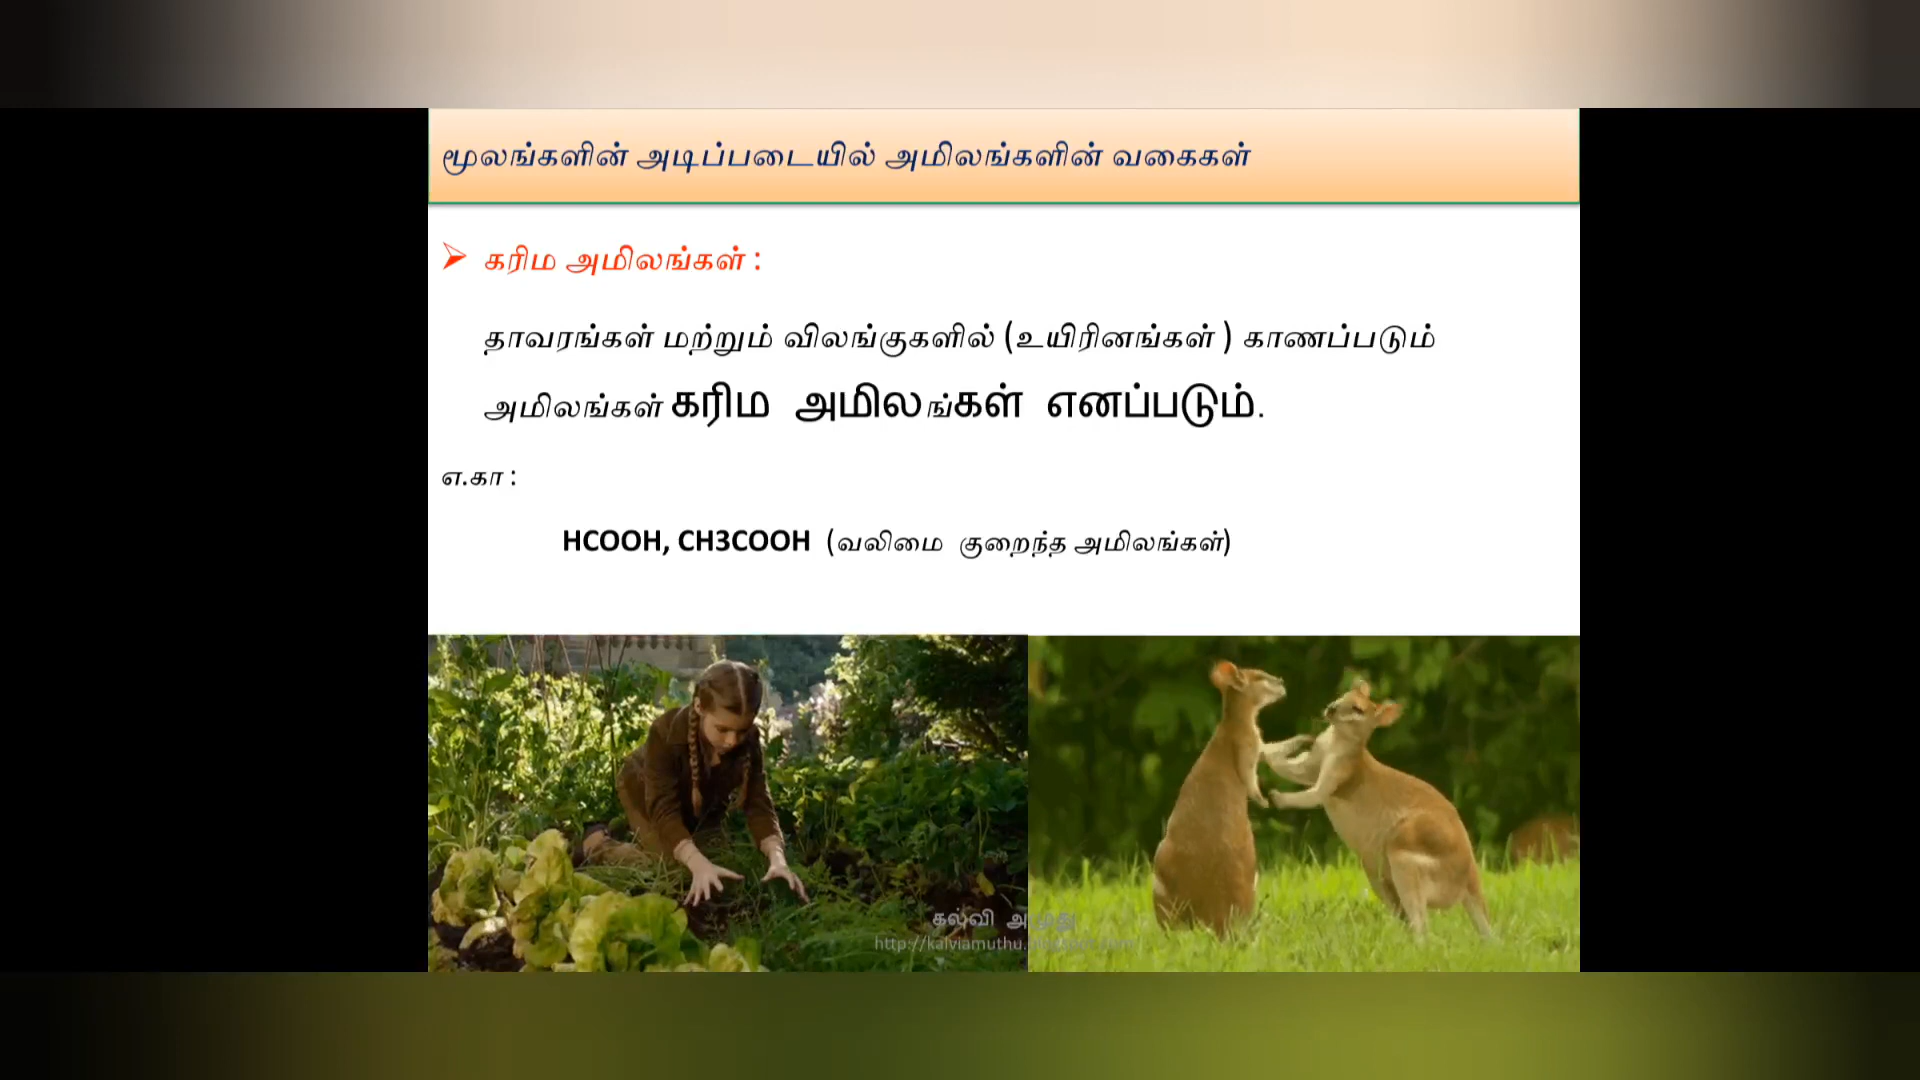 மூலங்களின் அடிப்படையில் அமிலங்களின் வகைகள்
➢ கரிம அமிலங்கள் :
தாவரங்கள் மற்றும் விலங்குகளில் (உயிரினங்கள் ) காணப்படும்
அமிலங்கள் கரிம அமிலங்கள் எனப்படும்.
எ.கா :
HCOOH, CH3COOH (வலிமை குறைந்த அமிலங்கள்)
கல்வி அமுது